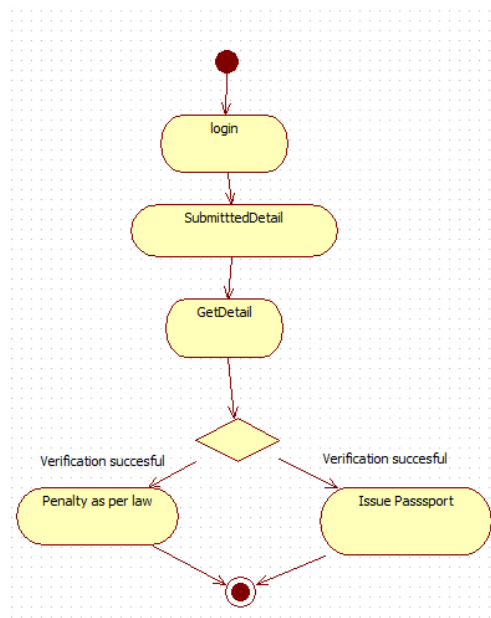 login
SubmitttedDetail
GetDetail
Verification succesful
Verification succesful
Penalty as per law
Issue Passsport